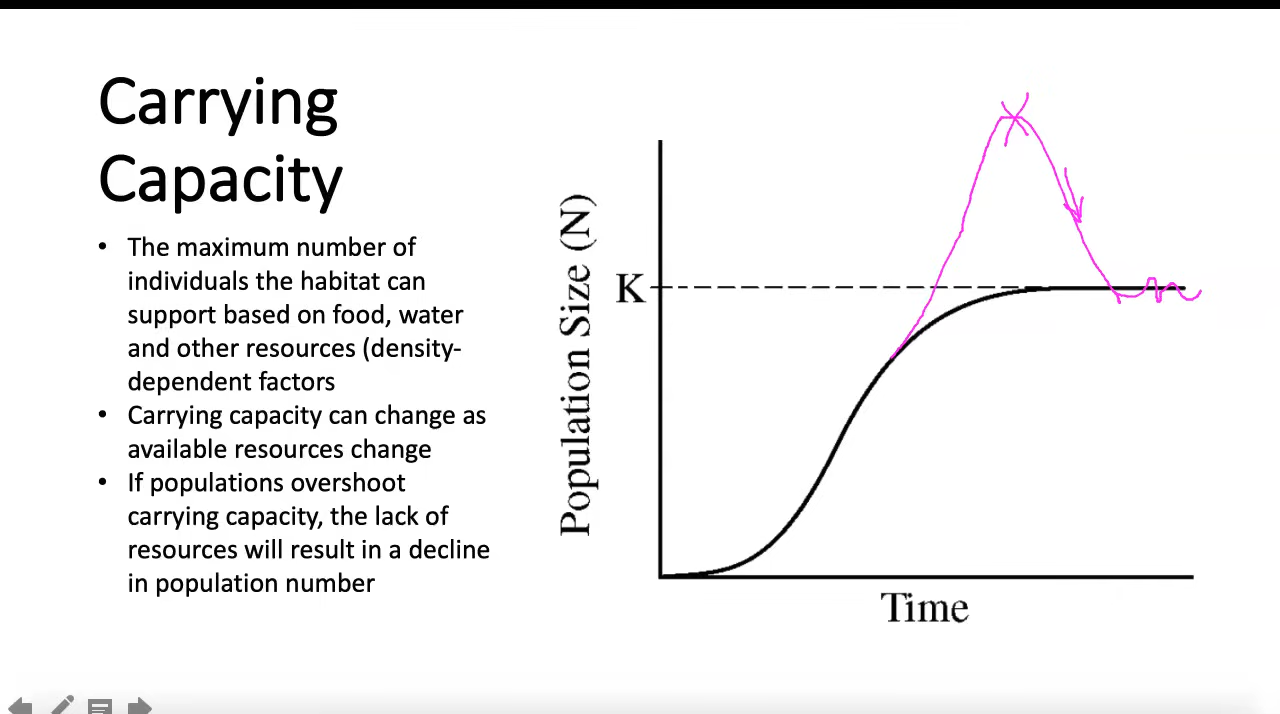 Carrying
Capacity
• The maximum number of
individuals the habitat can
support based on food, water
and other resources (density-
dependent factors
• Carrying capacity can change as
available resources change
• If populations overshoot
carrying capacity, the lack of
resources will result in a decline
in population number
Population Size (N)
K
Time